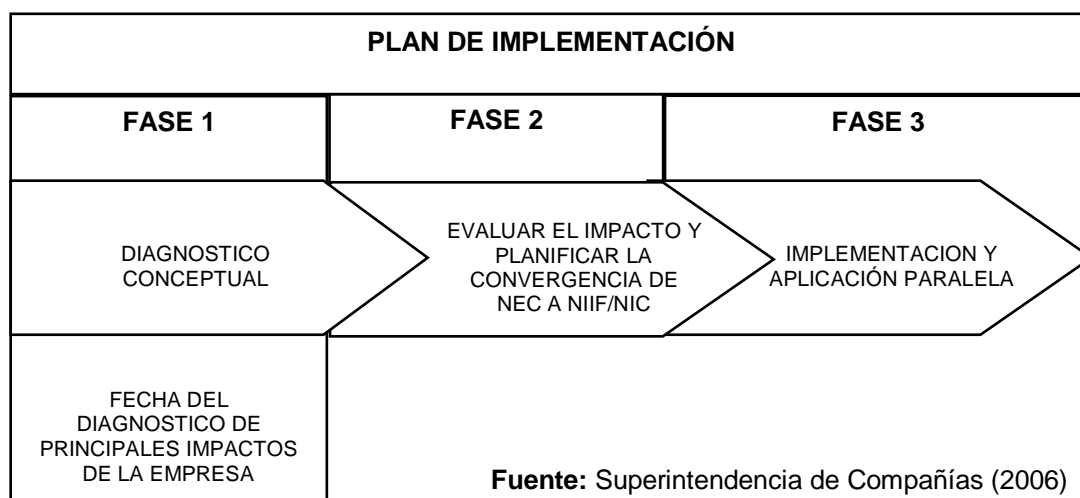 PLAN DE IMPLEMENTACIÓN
FASE 1
FASE 2
FASE 3
DIAGNOSTICO
CONCEPTUAL
EVALUAR EL IMPACTO Y
PLANIFICAR LA
CONVERGENCIA DE
NEC A NIIF/NIC
IMPLEMENTACION Y
APLICACIÓN PARALELA
FECHA DEL
DIAGNOSTICO DE
PRINCIPALES IMPACTOS
DE LA EMPRESA
Fuente: Superintendencia de Compañías (2006)